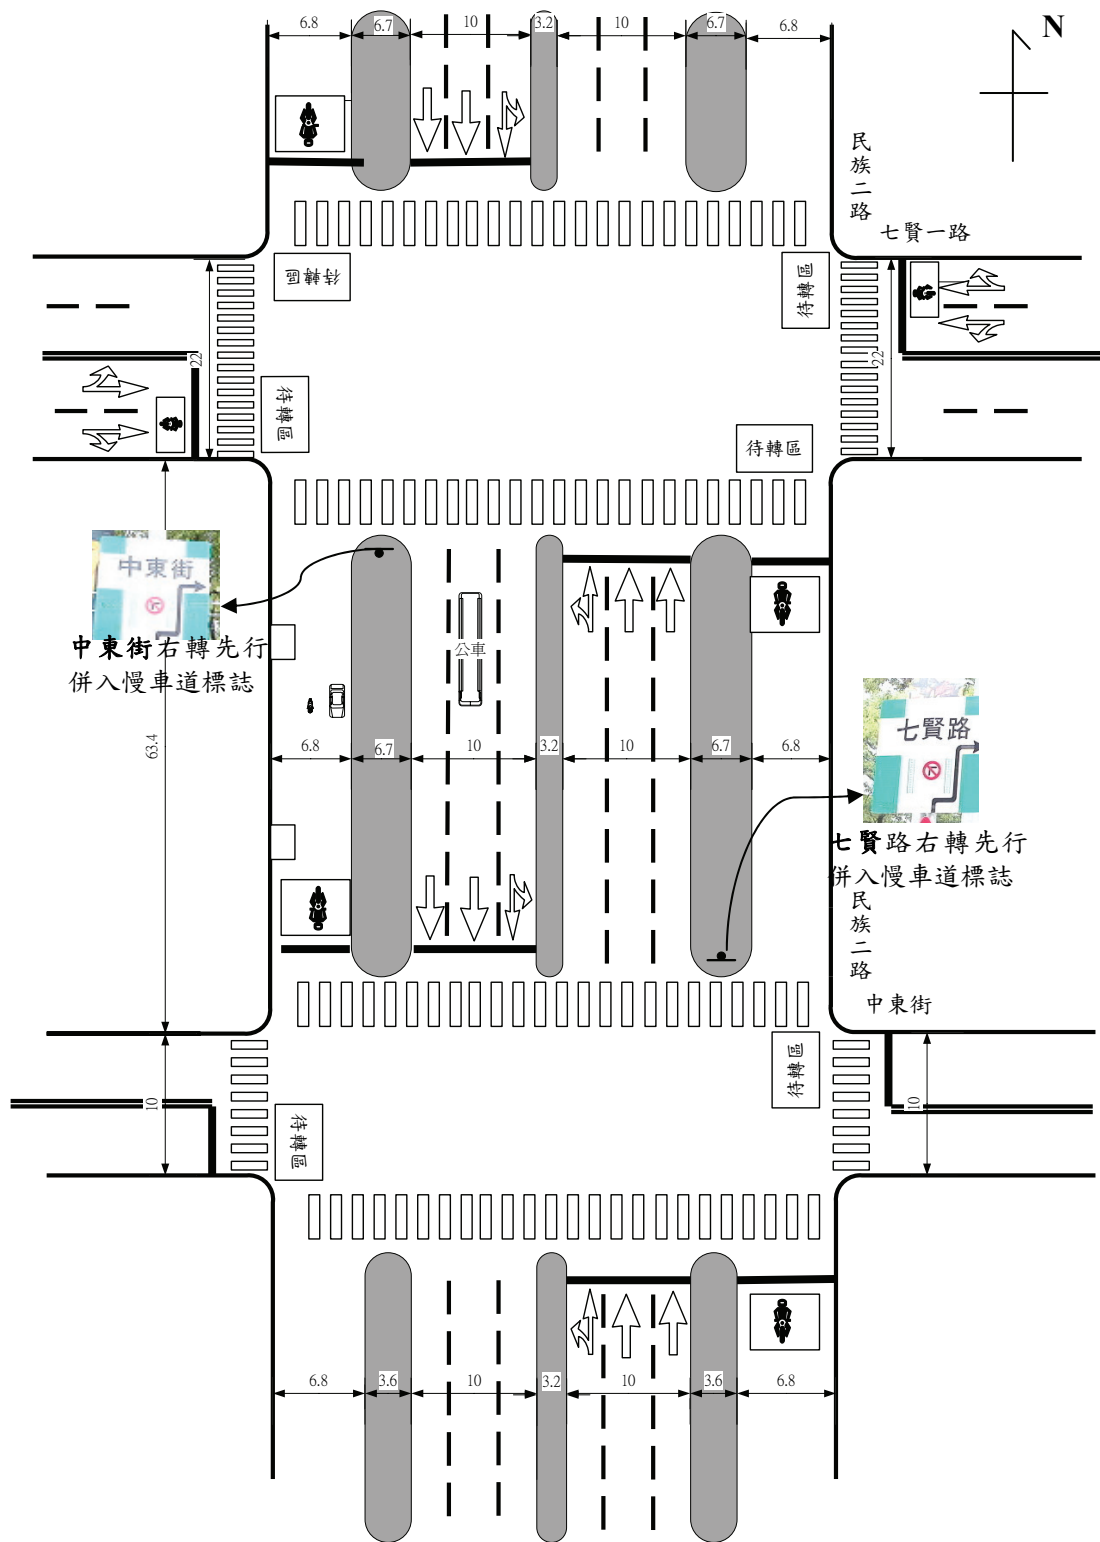 6.8 6.7 10 3.2 10 6.7 6.8
N
民族二路
七賢一路
待轉區
待轉區
22
22
待轉區
待轉區
中東街
中東街右轉先行
併入慢車道標誌
公車
七賢路
63.4
6.8 6.7 10 3.2 10 6.7 6.8
七賢路右轉先行
併入慢車道標誌
民族二路
中東街
待轉區
10
10
待轉區
6.8 3.6 10 3.2 10 3.6 6.8